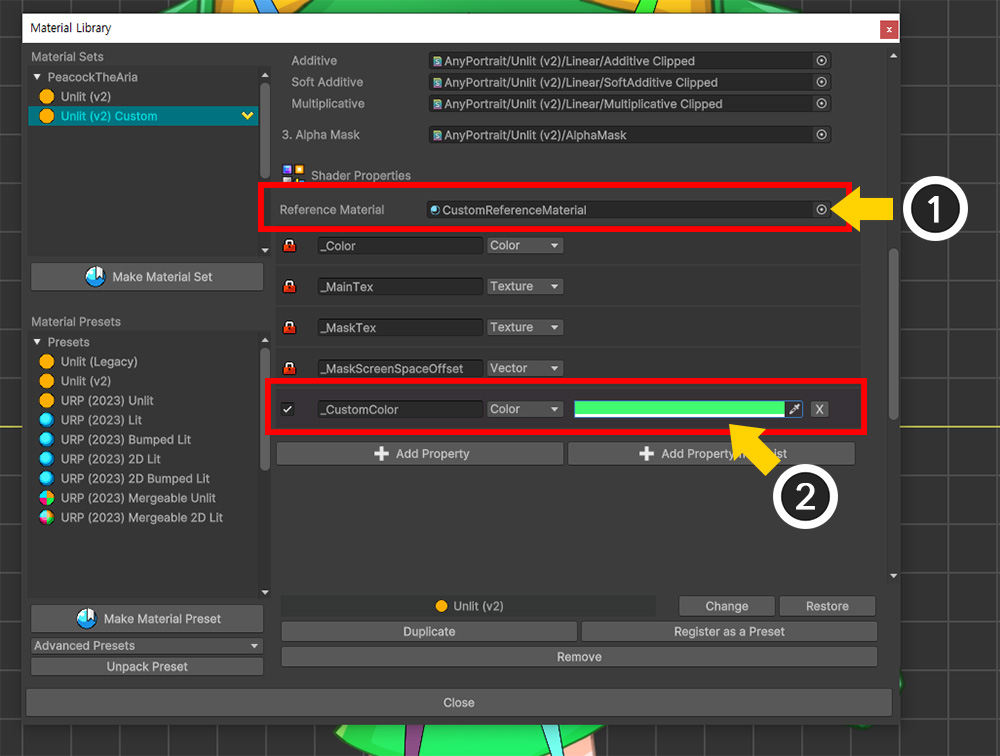 Material Library
x
Material Sets
PeacockTheAria
Unlit (v2)
Unlit (v2) Custom
Make Material Set
Material Presets
Presets
Unlit (Legacy)
Unlit (v2)
URP (2023) Unlit
URP (2023) Lit
URP (2023) Bumped Lit
URP (2023) 2D Lit
URP (2023) 2D Bumped Lit
URP (2023) Mergeable Unlit
URP (2023) Mergeable 2D Lit
Make Material Preset
Advanced Presets
Unpack Preset
Additive AnyPortrait/Unlit (v2)/Linear/Additive Clipped
Soft Additive AnyPortrait/Unlit (v2)/Linear/SoftAdditive Clipped
Multiplicative AnyPortrait/Unlit (v2)/Linear/Multiplicative Clipped
3. Alpha Mask AnyPortrait/Unlit (v2)/AlphaMask
Shader Properties
Reference Material CustomReferenceMaterial
1
_Color Color
_MainTex Texture
_MaskTex Texture
_MaskScreenSpaceOffset Vector
_CustomColor Color X
Add Property Add Property
2
Unlit (v2) Change Restore
Duplicate Register as a Preset
Remove
Close